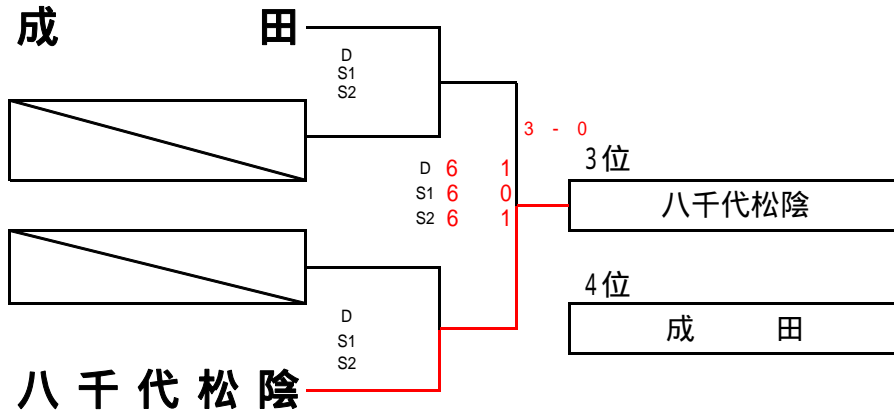 成 田
D
S1
S2
3 - 0
3位
D 6 1
S1 6 0
S2 6 1
八千代松陰
4位
成 田
D
S1
S2
八千代松陰